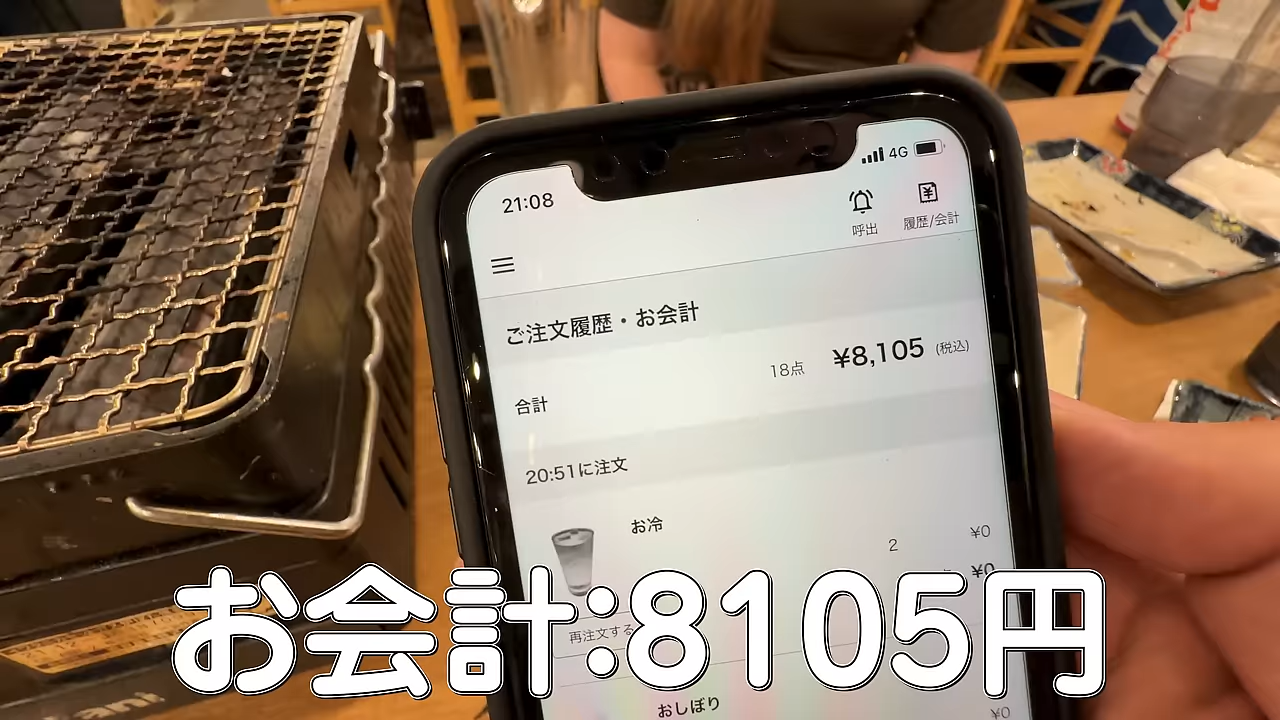 21:08
4G
呼出
履歴/会計
ご注文履歴・お会計
合計
18点 ¥8,105 (税込)
20:51に注文
お冷
2 ¥0
¥0
再注文する
おしぼり
¥0
お会計:8105円